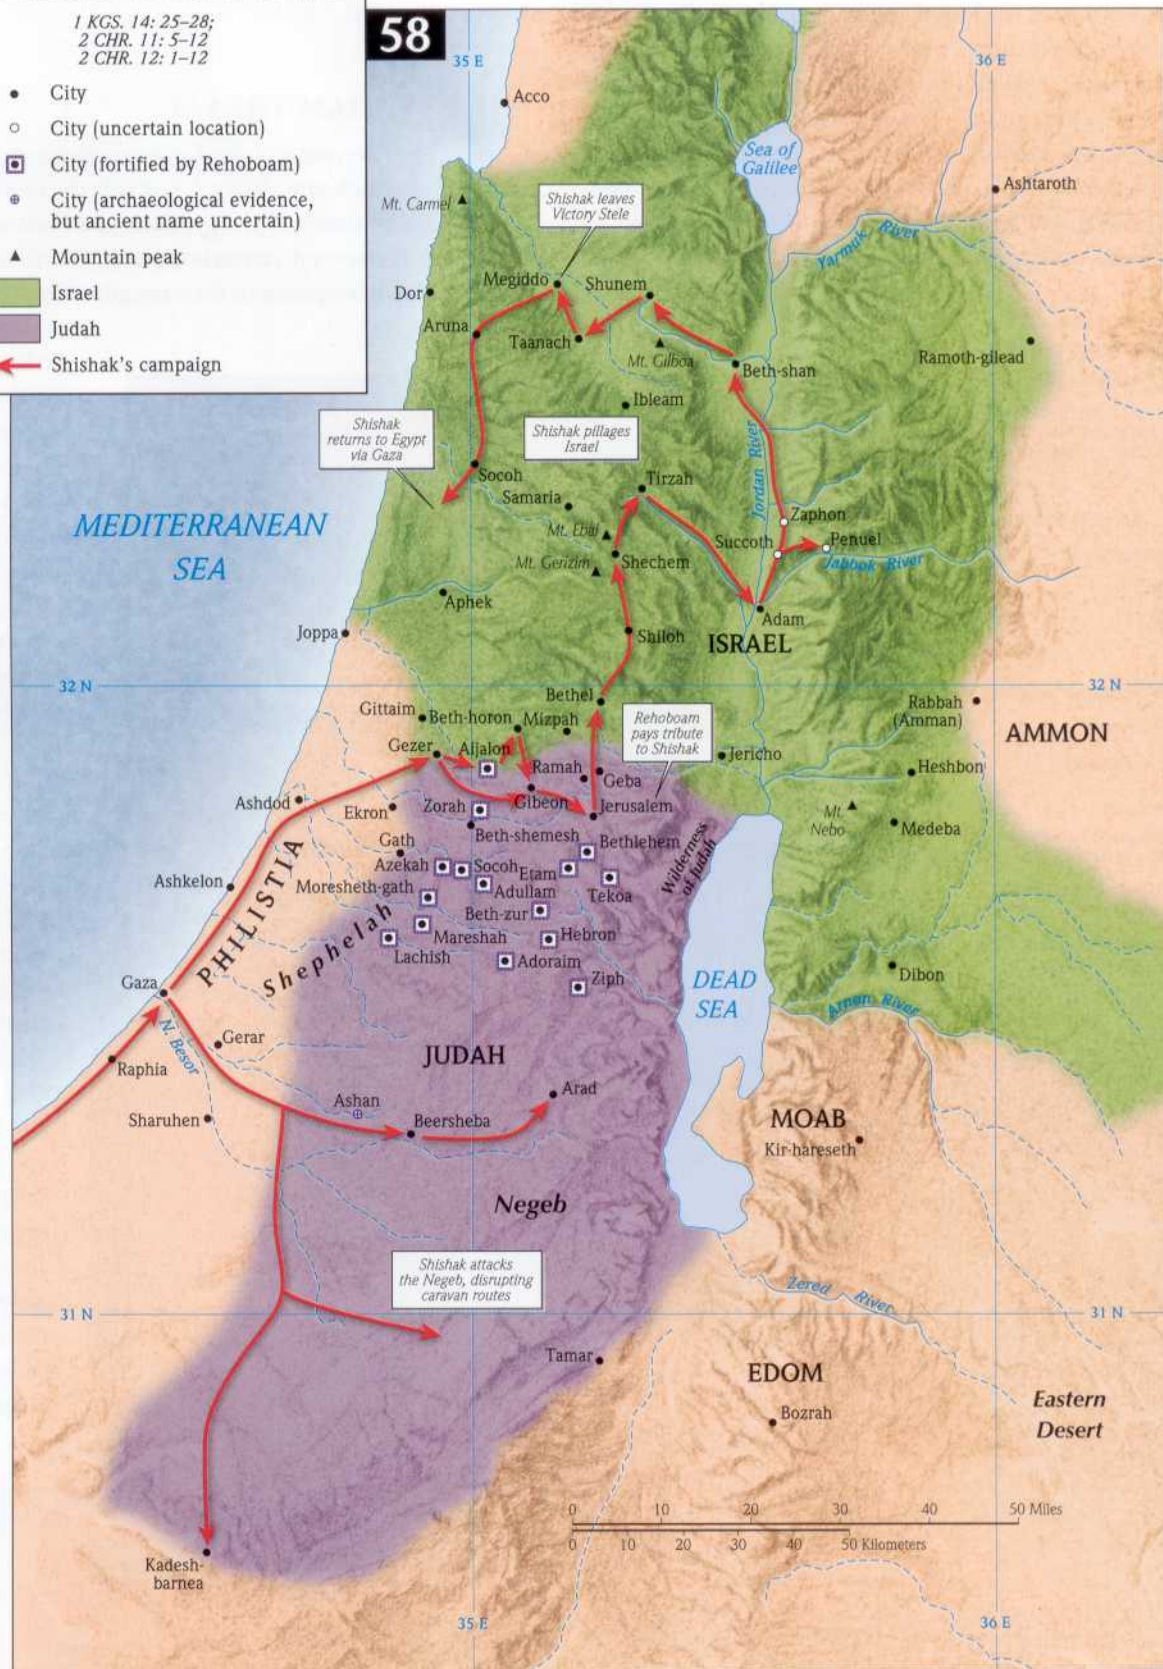 1 KGS. 14: 25–28;
2 CHR. 11: 5–12
2 CHR. 12: 1–12
City
City (uncertain location)
City (fortified by Rehoboam)
City (archaeological evidence,
but ancient name uncertain)
Mountain peak
Israel
Judah
Shishak's campaign
58
35 E
36 E
Acco
Sea of
Galilee
Ashtaroth
Mt. Carmel
Shishak leaves
Victory Stele
Yarmuk River
Megiddo
Shunem
Dor
Aruna
Taanach
Mt. Gilboa
Beth-shan
Ramoth-gilead
Ibleam
Shishak
returns to Egypt
via Gaza
Shishak pillages
Israel
Jordan River
Socoh
Samaria
Tirzah
MEDITERRANEAN
SEA
Mt. Ebal
Zaphon
Succoth
Penuel
Mt. Gerizim
Shechem
Jabbok River
Aphek
Adam
Joppa
Shiloh
ISRAEL
32 N
32 N
Bethel
Gittaim
Beth-horon
Mizpah
Rehoboam
pays tribute
to Shishak
Rabbah
(Amman)
AMMON
Gezer
Aijalon
Jericho
Ramah
Geba
Heshbon
Ashdod
Ekron
Zorah
Gibeon
Jerusalem
Mt.
Nebo
Medeba
Beth-shemesh
Bethlehem
Wilderness
of Judah
Gath
Azekah
Socoh
Etam
Ashkelon
PHILISTIA
Moresheth-gath
Adullam
Tekoa
Shephelah
Beth-zur
Mareshah
Hebron
Lachish
Adoraim
Ziph
Dibon
Gaza
DEAD
SEA
Arnon River
N. Besor
Gerar
JUDAH
Raphia
Arad
Ashan
Sharuhen
Beersheba
MOAB
Kir-hareseth
Negeb
Shishak attacks
the Negeb, disrupting
caravan routes
Zered River
31 N
31 N
Tamar
EDOM
Bozrah
Eastern
Desert
0 10 20 30 40 50 Miles
0 10 20 30 40 50 Kilometers
Kadesh-
barnea
35 E
36 E